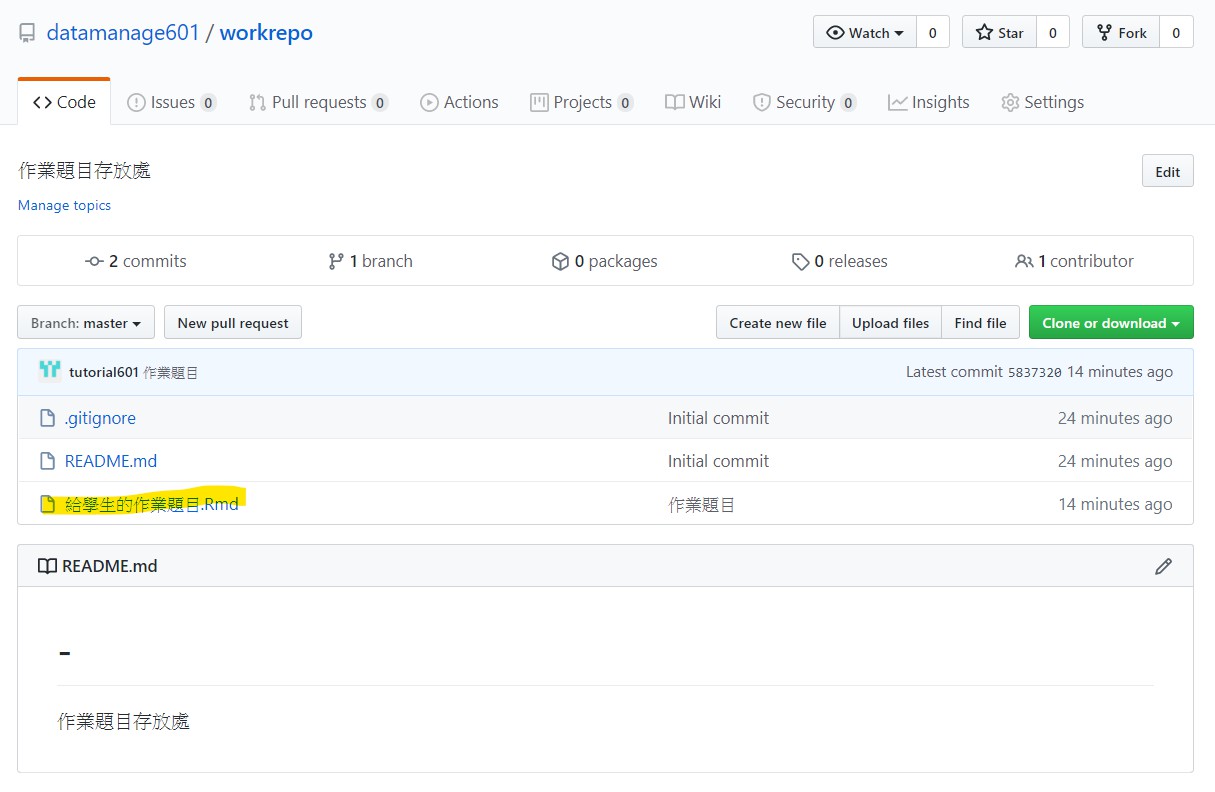 datamanage601 / workrepo
Watch 0 Star 0 Fork 0
Code Issues 0 Pull requests 0 Actions Projects 0 Wiki Security 0 Insights Settings
作業題目存放處 Edit
Manage topics
2 commits 1 branch 0 packages 0 releases 1 contributor
Branch: master New pull request Create new file Upload files Find file Clone or download
tutorial601 作業題目 Latest commit 5837320 14 minutes ago
.gitignore Initial commit 24 minutes ago
README.md Initial commit 24 minutes ago
給學生的作業題目.Rmd 作業題目 14 minutes ago
README.md
-
作業題目存放處